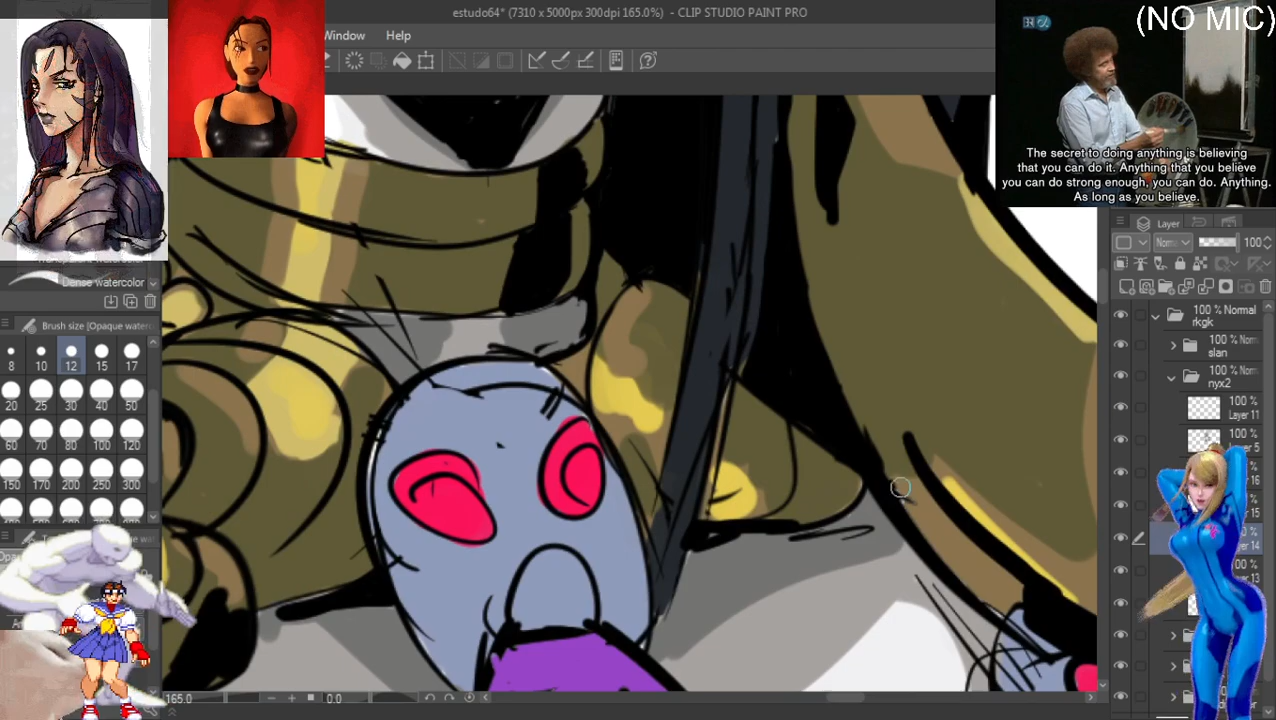 estudo64* (7310 x 5000px 300dpi 165.0%) - CLIP STUDIO PAINT PRO
(NO MIC)
Window Help
The secret to doing anything is believing
that you can do it. Anything that you believe
you can do strong enough, you can do. Anything.
As long as you believe.
Layer
100
Dense watercolor
Brush size [Opaque water
8 10 12 15 17
20 25 30 40 50
60 70 80 100 120
150 170 200 250 300
100 % Normal
rkgk
100 % Norm
slan
100 % Norm
nyx2
100 %
Layer 11
100 %
165.0
0.0